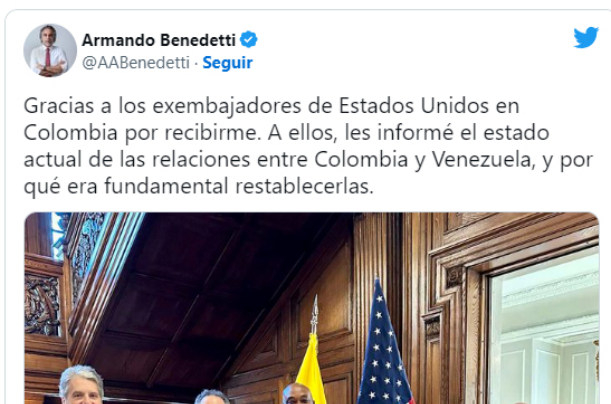 Armando Benedetti
@AABenedetti · Seguir
Gracias a los exembajadores de Estados Unidos en
Colombia por recibirme. A ellos, les informé el estado
actual de las relaciones entre Colombia y Venezuela, y por
qué era fundamental restablecerlas.